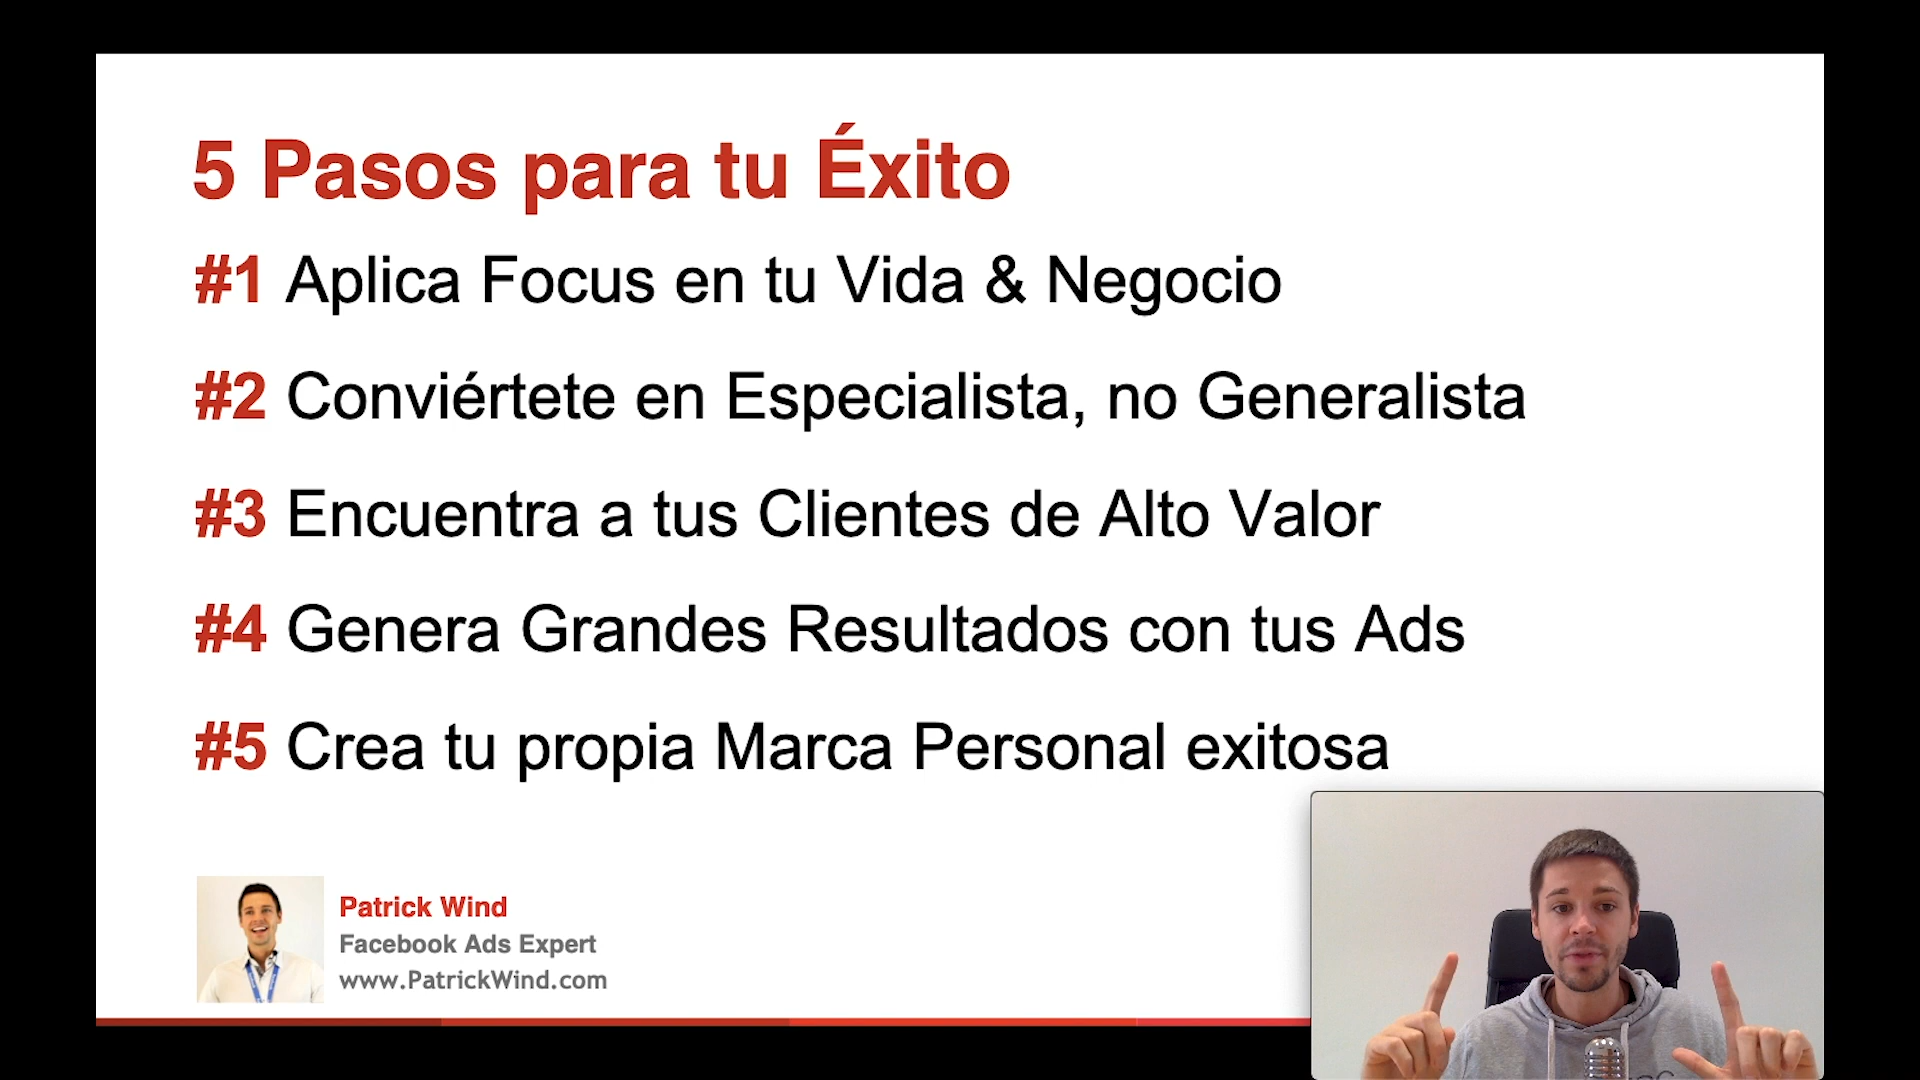 5 Pasos para tu Éxito
#1 Aplica Focus en tu Vida & Negocio
#2 Conviértete en Especialista, no Generalista
#3 Encuentra a tus Clientes de Alto Valor
#4 Genera Grandes Resultados con tus Ads
#5 Crea tu propia Marca Personal exitosa
Patrick Wind
Facebook Ads Expert
www.PatrickWind.com